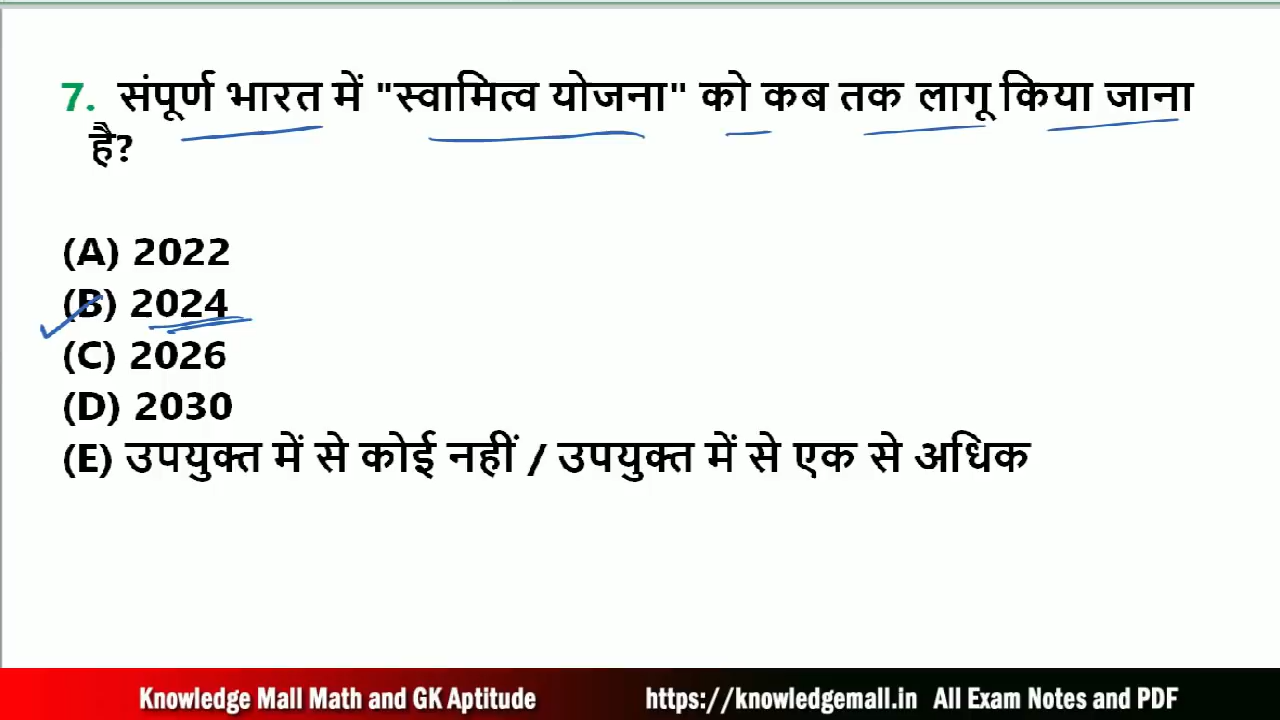 7. संपूर्ण भारत में "स्वामित्व योजना" को कब तक लागू किया जाना
है?
(A) 2022
(B) 2024
(C) 2026
(D) 2030
(E) उपयुक्त में से कोई नहीं / उपयुक्त में से एक से अधिक
Knowledge Mall Math and GK Aptitude https://knowledgemall.in All Exam Notes and PDF